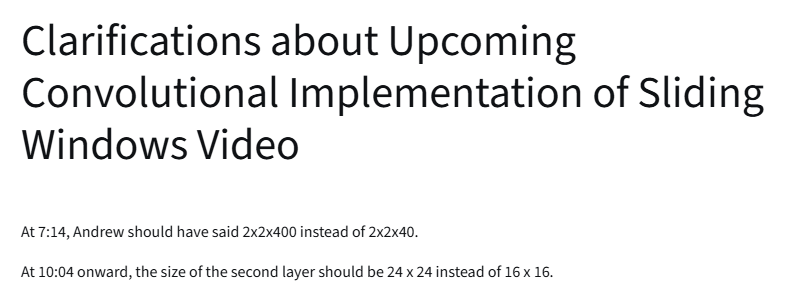 Clarifications about Upcoming
Convolutional Implementation of Sliding
Windows Video
At 7:14, Andrew should have said 2x2x400 instead of 2x2x40.
At 10:04 onward, the size of the second layer should be 24 x 24 instead of 16 x 16.